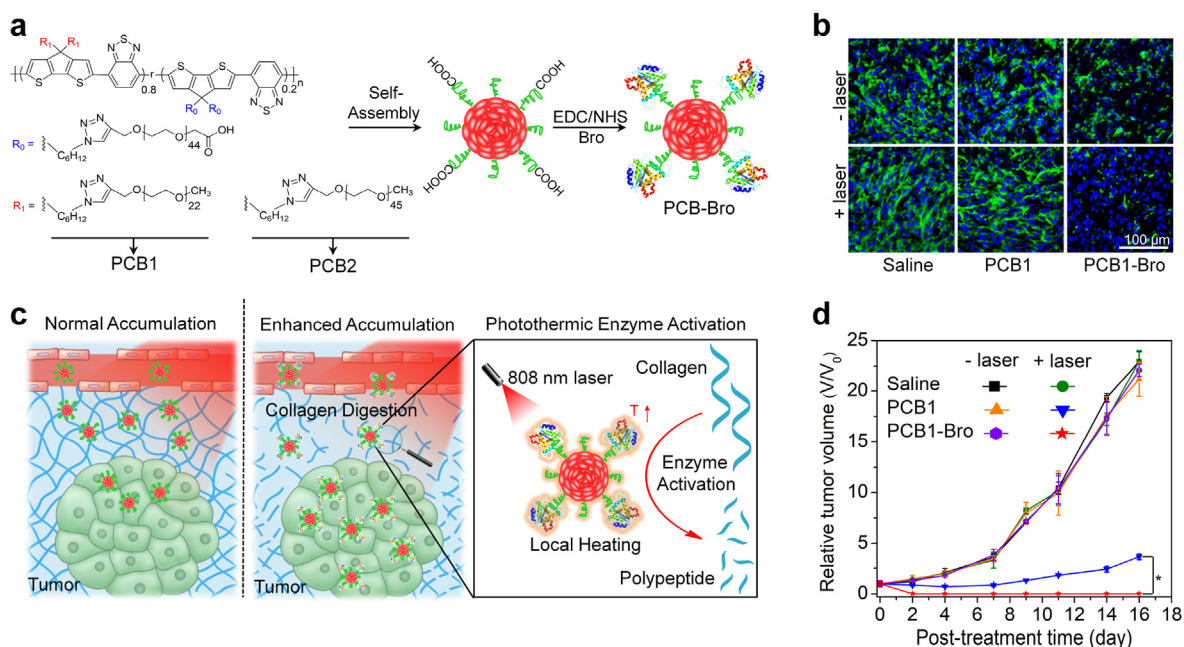 a
R1 R1
N S N
S S
0.8
r
S S
0.2
n
R0 R0
N S N
R0 =
N=N
N
C6H12
O
O
44
O
OH
R1 =
N=N
N
C6H12
O
O
22
CH3
N=N
N
C6H12
O
O
45
CH3
PCB1
PCB2
Self-
Assembly
COOH
COOH
COOH
COOH
EDC/NHS
Bro
PCB-Bro
b
- laser
+ laser
100 μm
Saline
PCB1
PCB1-Bro
c
Normal Accumulation
Tumor
Enhanced Accumulation
Collagen Digestion
Tumor
Photothermic Enzyme Activation
808 nm laser
T
Local Heating
Collagen
Enzyme
Activation
Polypeptide
d
Relative tumor volume (V/V0)
25
20
15
10
5
0
- laser + laser
Saline
PCB1
PCB1-Bro
*
0 2 4 6 8 10 12 14 16 18
Post-treatment time (day)